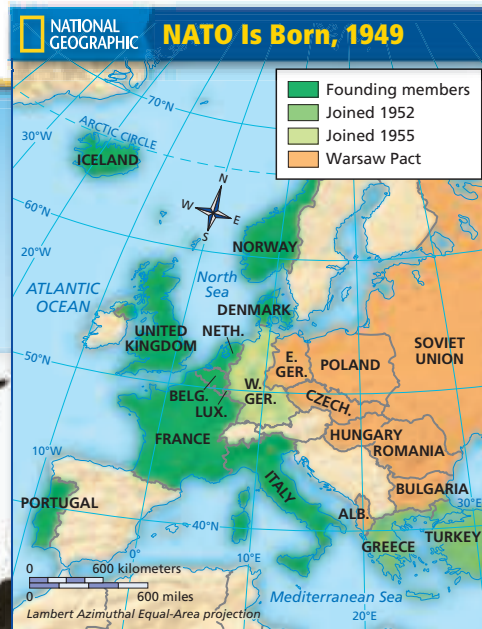 NATIONAL
GEOGRAPHIC
NATO Is Born, 1949
Founding members
Joined 1952
Joined 1955
Warsaw Pact
70°N
30°W
ARCTIC CIRCLE
ICELAND
N
W
E
S
60°N
20°W
NORWAY
ATLANTIC
OCEAN
North
Sea
DENMARK
UNITED
KINGDOM
NETH.
SOVIET
UNION
E.
GER.
POLAND
50°N
W.
GER.
BELG.
LUX.
CZECH.
FRANCE
HUNGARY
ROMANIA
10°W
ITALY
BULGARIA
PORTUGAL
ALB.
30°E
40°N
GREECE
TURKEY
0°
10°E
0 600 kilometers
0 600 miles
Mediterranean Sea
20°E
Lambert Azimuthal Equal-Area projection